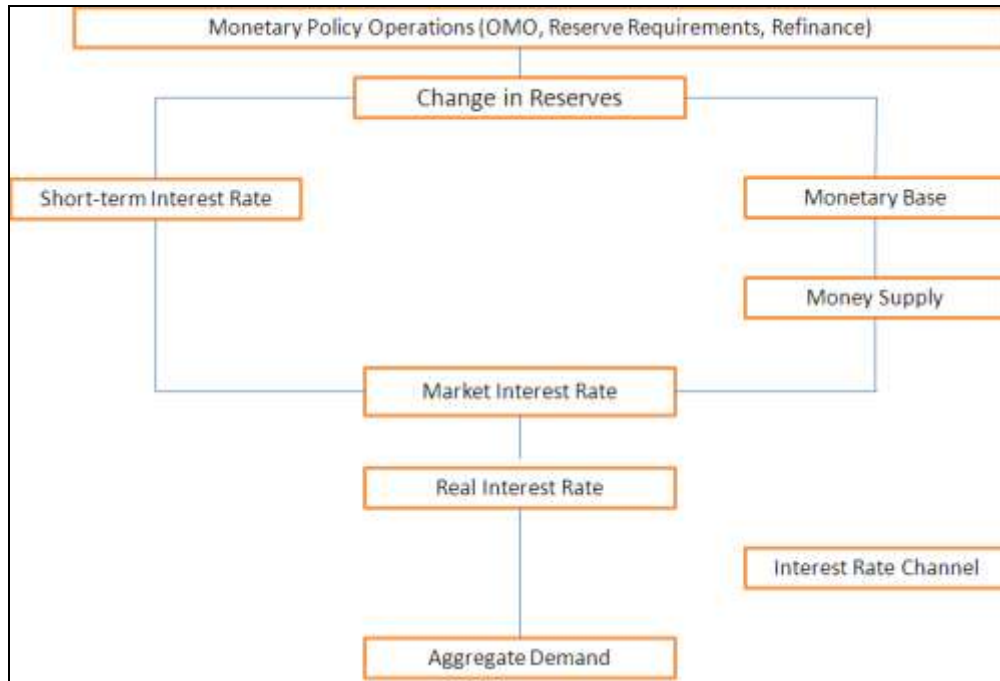 Monetary Policy Operations (OMO, Reserve Requirements, Refinance)
Change in Reserves
Short-term Interest Rate
Monetary Base
Money Supply
Market Interest Rate
Real Interest Rate
Interest Rate Channel
Aggregate Demand